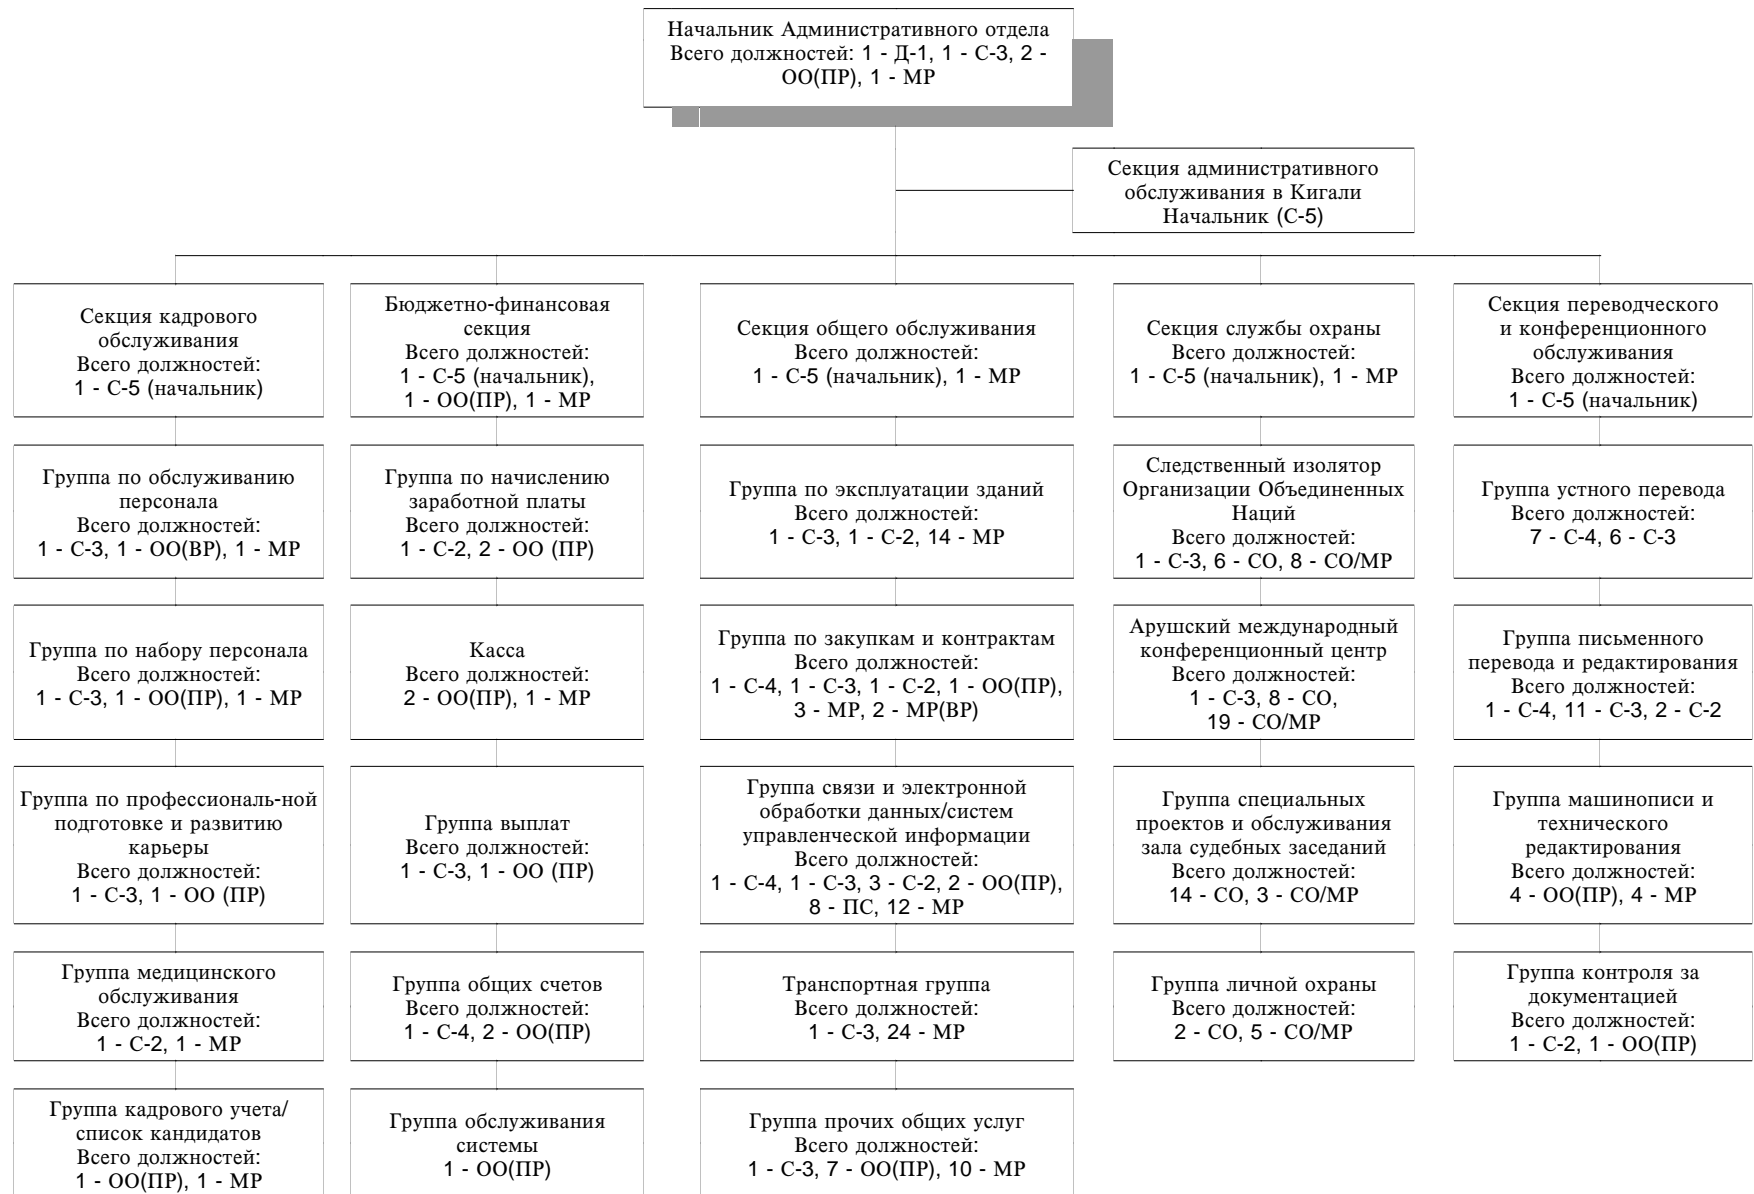 Начальник Административного отдела
Всего должностей: 1 - Д-1, 1 - С-3, 2 -
ОО(ПР), 1 - МР
Секция административного
обслуживания в Кигали
Начальник (С-5)
Секция кадрового
обслуживания
Всего должностей:
1 - С-5 (начальник)
Бюджетно-финансовая
секция
Всего должностей:
1 - С-5 (начальник),
1 - ОО(ПР), 1 - МР
Секция общего обслуживания
Всего должностей:
1 - С-5 (начальник), 1 - МР
Секция службы охраны
Всего должностей:
1 - С-5 (начальник), 1 - МР
Секция переводческого
и конференционного
обслуживания
Всего должностей:
1 - С-5 (начальник)
Группа по обслуживанию
персонала
Всего должностей:
1 - С-3, 1 - ОО(ВР), 1 - МР
Группа по начислению
заработной платы
Всего должностей:
1 - С-2, 2 - ОО (ПР)
Группа по эксплуатации зданий
Всего должностей:
1 - С-3, 1 - С-2, 14 - МР
Следственный изолятор
Организации Объединенных
Наций
Всего должностей:
1 - С-3, 6 - СО, 8 - СО/МР
Группа устного перевода
Всего должностей:
7 - С-4, 6 - С-3
Группа по набору персонала
Всего должностей:
1 - С-3, 1 - ОО(ПР), 1 - МР
Касса
Всего должностей:
2 - ОО(ПР), 1 - МР
Группа по закупкам и контрактам
Всего должностей:
1 - С-4, 1 - С-3, 1 - С-2, 1 - ОО(ПР),
3 - МР, 2 - МР(ВР)
Арушский международный
конференционный центр
Всего должностей:
1 - С-3, 8 - СО,
19 - СО/МР
Группа письменного
перевода и редактирования
Всего должностей:
1 - С-4, 11 - С-3, 2 - С-2
Группа по профессиональ-ной
подготовке и развитию
карьеры
Всего должностей:
1 - С-3, 1 - ОО (ПР)
Группа выплат
Всего должностей:
1 - С-3, 1 - ОО (ПР)
Группа связи и электронной
обработки данных/систем
управленческой информации
Всего должностей:
1 - С-4, 1 - С-3, 3 - С-2, 2 - ОО(ПР),
8 - ПС, 12 - МР
Группа специальных
проектов и обслуживания
зала судебных заседаний
Всего должностей:
14 - СО, 3 - СО/МР
Группа машинописи и
технического
редактирования
Всего должностей:
4 - ОО(ПР), 4 - МР
Группа медицинского
обслуживания
Всего должностей:
1 - С-2, 1 - МР
Группа общих счетов
Всего должностей:
1 - С-4, 2 - ОО(ПР)
Транспортная группа
Всего должностей:
1 - С-3, 24 - МР
Группа личной охраны
Всего должностей:
2 - СО, 5 - СО/МР
Группа контроля за
документацией
Всего должностей:
1 - С-2, 1 - ОО(ПР)
Группа кадрового учета/
список кандидатов
Всего должностей:
1 - ОО(ПР), 1 - МР
Группа обслуживания
системы
1 - ОО(ПР)
Группа прочих общих услуг
Всего должностей:
1 - С-3, 7 - ОО(ПР), 10 - МР